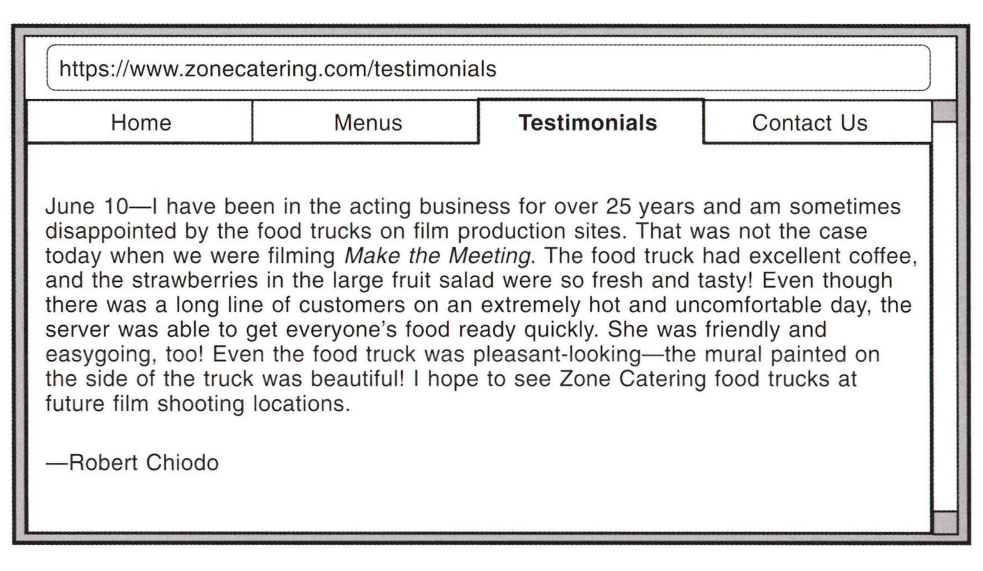 https://www.zonecatering.com/testimonials
Home Menus Testimonials Contact Us
June 10—I have been in the acting business for over 25 years and am sometimes
disappointed by the food trucks on film production sites. That was not the case
today when we were filming Make the Meeting. The food truck had excellent coffee,
and the strawberries in the large fruit salad were so fresh and tasty! Even though
there was a long line of customers on an extremely hot and uncomfortable day, the
server was able to get everyone's food ready quickly. She was friendly and
easygoing, too! Even the food truck was pleasant-looking—the mural painted on
the side of the truck was beautiful! I hope to see Zone Catering food trucks at
future film shooting locations.
—Robert Chiodo